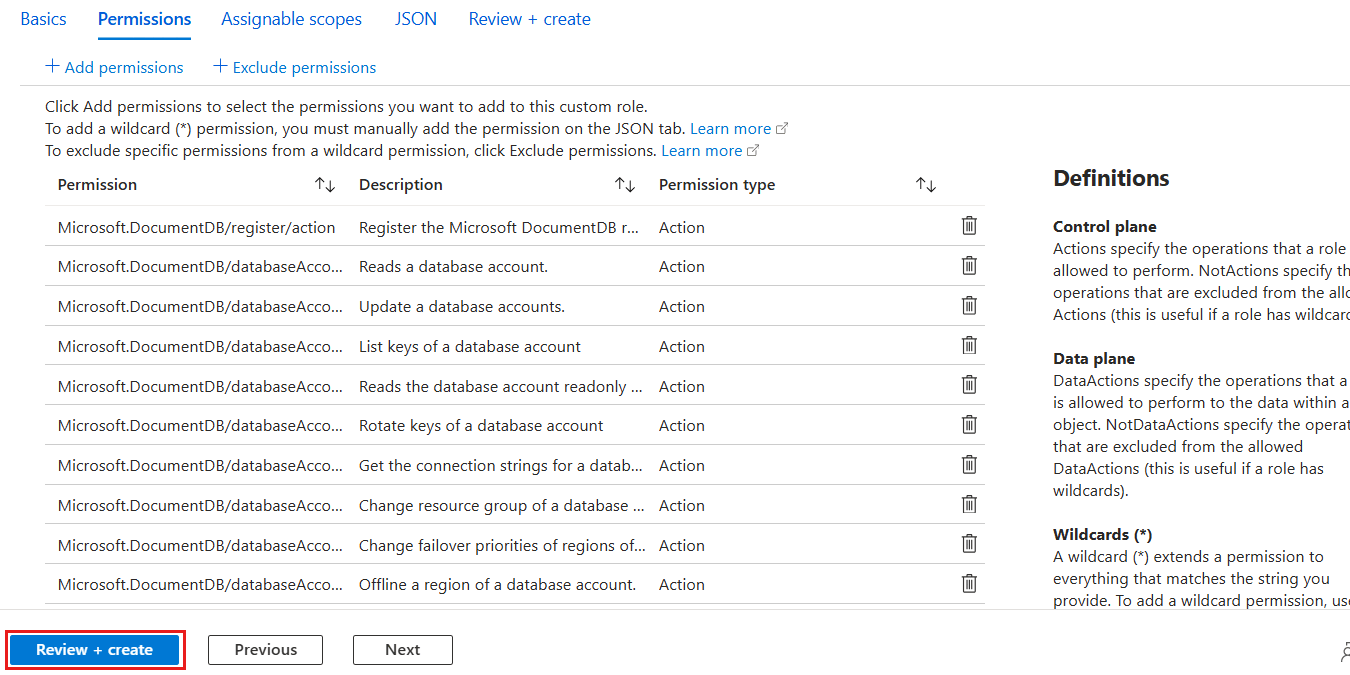 Basics Permissions Assignable scopes JSON Review + create
+ Add permissions + Exclude permissions
Click Add permissions to select the permissions you want to add to this custom role.
To add a wildcard (*) permission, you must manually add the permission on the JSON tab. Learn more
To exclude specific permissions from a wildcard permission, click Exclude permissions. Learn more
Permission Description Permission type
Microsoft.DocumentDB/register/action Register the Microsoft DocumentDB r... Action
Microsoft.DocumentDB/databaseAcco... Reads a database account. Action
Microsoft.DocumentDB/databaseAcco... Update a database accounts. Action
Microsoft.DocumentDB/databaseAcco... List keys of a database account Action
Microsoft.DocumentDB/databaseAcco... Reads the database account readonly ... Action
Microsoft.DocumentDB/databaseAcco... Rotate keys of a database account Action
Microsoft.DocumentDB/databaseAcco... Get the connection strings for a datab... Action
Microsoft.DocumentDB/databaseAcco... Change resource group of a database ... Action
Microsoft.DocumentDB/databaseAcco... Change failover priorities of regions of... Action
Microsoft.DocumentDB/databaseAcco... Offline a region of a database account. Action
Definitions
Control plane
Actions specify the operations that a role
allowed to perform. NotActions specify th
operations that are excluded from the allo
Actions (this is useful if a role has wildcard
Data plane
DataActions specify the operations that a
is allowed to perform to the data within a
object. NotDataActions specify the operat
that are excluded from the allowed
DataActions (this is useful if a role has
wildcards).
Wildcards (*)
A wildcard (*) extends a permission to
everything that matches the string you
provide. To add a wildcard permission, use
Review + create Previous Next